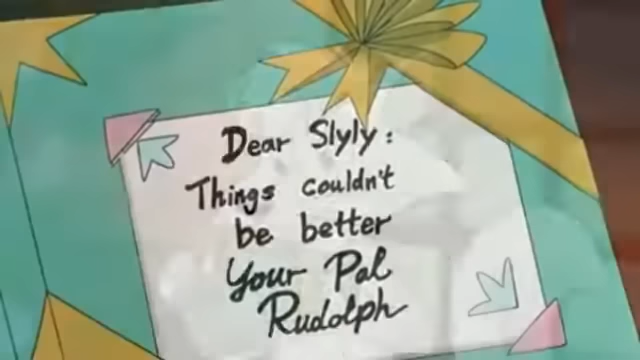 Dear Slyly:
Things couldn't
be better
Your Pal
Rudolph